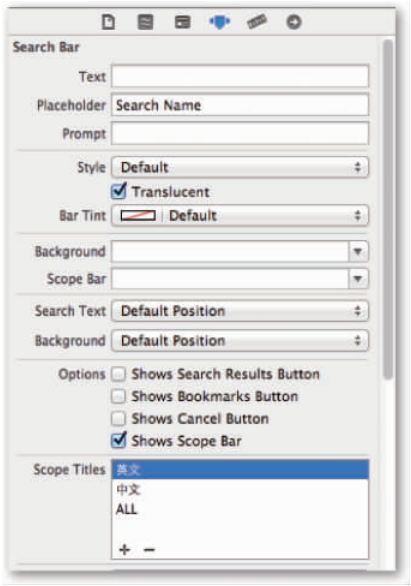 Search Bar
Text
Placeholder Search Name
Prompt
Style Default
Translucent
Bar Tint Default
Background
Scope Bar
Search Text Default Position
Background Default Position
Options Shows Search Results Button
Shows Bookmarks Button
Shows Cancel Button
Shows Scope Bar
Scope Titles 英文
中文
ALL
+ −